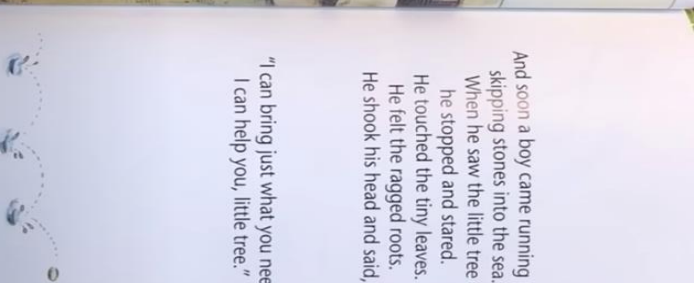 And soon a boy came running
skipping stones into the sea.
When he saw the little tree
he stopped and stared.
He touched the tiny leaves.
He felt the ragged roots.
He shook his head and said,
"I can bring just what you nee
I can help you, little tree."